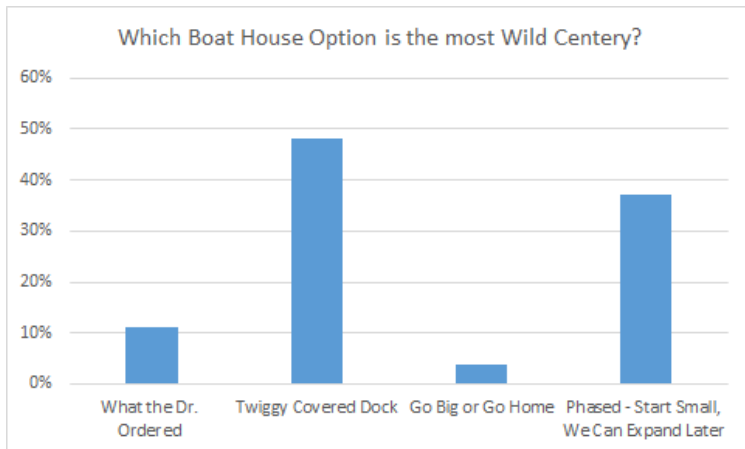 Which Boat House Option is the most Wild Centery?
60%
50%
40%
30%
20%
10%
0%
What the Dr.
Ordered
Twiggy Covered Dock
Go Big or Go Home
Phased - Start Small,
We Can Expand Later